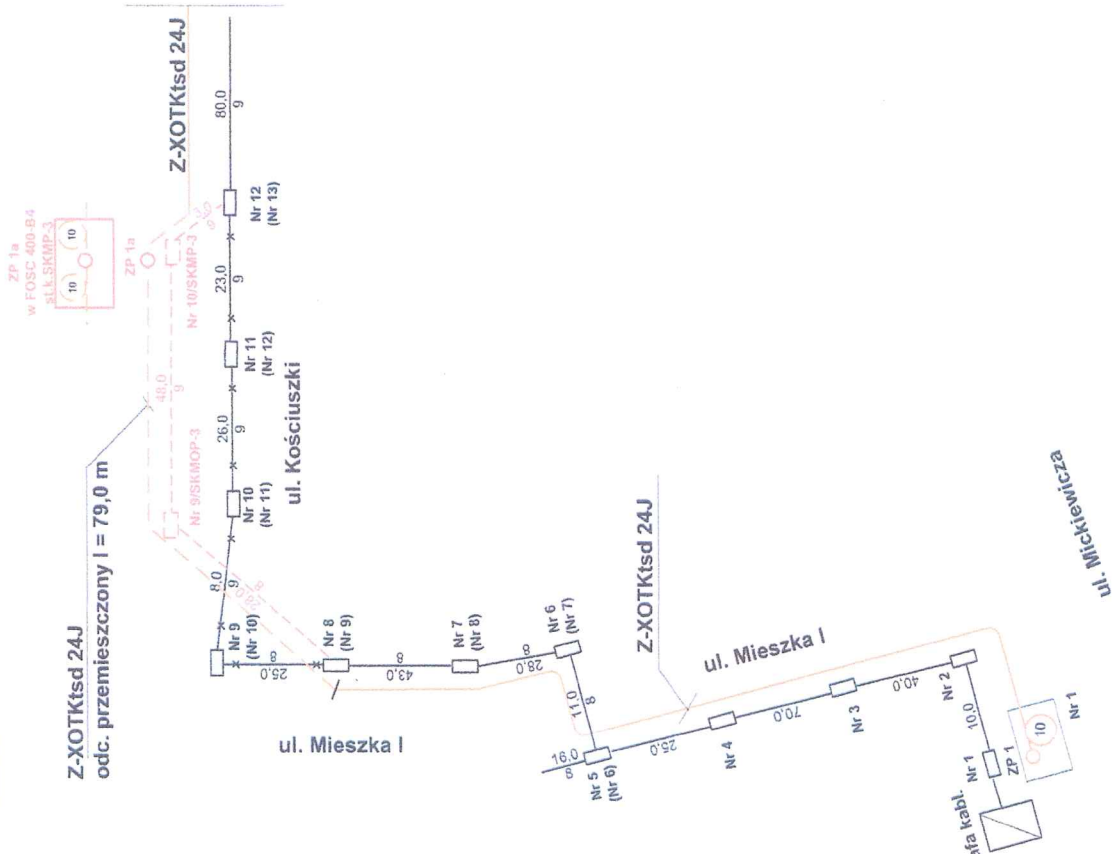 ZP 1a
w FOSC 400-B4
st.k.SKMP-3
10
10
Z-XOTKtsd 24J
ZP 1a
80,0
9
Nr 12
(Nr 13)
Nr 10/SKMP-3
23,0
9
Nr 11
(Nr 12)
48,0
9
Z-XOTKtsd 24J
odc. przemieszczony l = 79,0 m
Nr 9/SKMOP-3
26,0
9
Nr 10
(Nr 11)
ul. Kościuszki
8,0
9
28,0
8
Nr 9
(Nr 10)
25,0
8
Nr 8
(Nr 9)
43,0
8
Nr 7
(Nr 8)
28,0
8
Nr 6
(Nr 7)
ul. Mieszka I
11,0
8
16,0
8
Nr 5
(Nr 6)
Z-XOTKtsd 24J
25,0
Nr 4
ul. Mieszka I
70,0
Nr 3
40,0
Nr 2
10,0
Nr 1
ZP 1
10
Nr 1
afa kabl.
ul. Mickiewicza